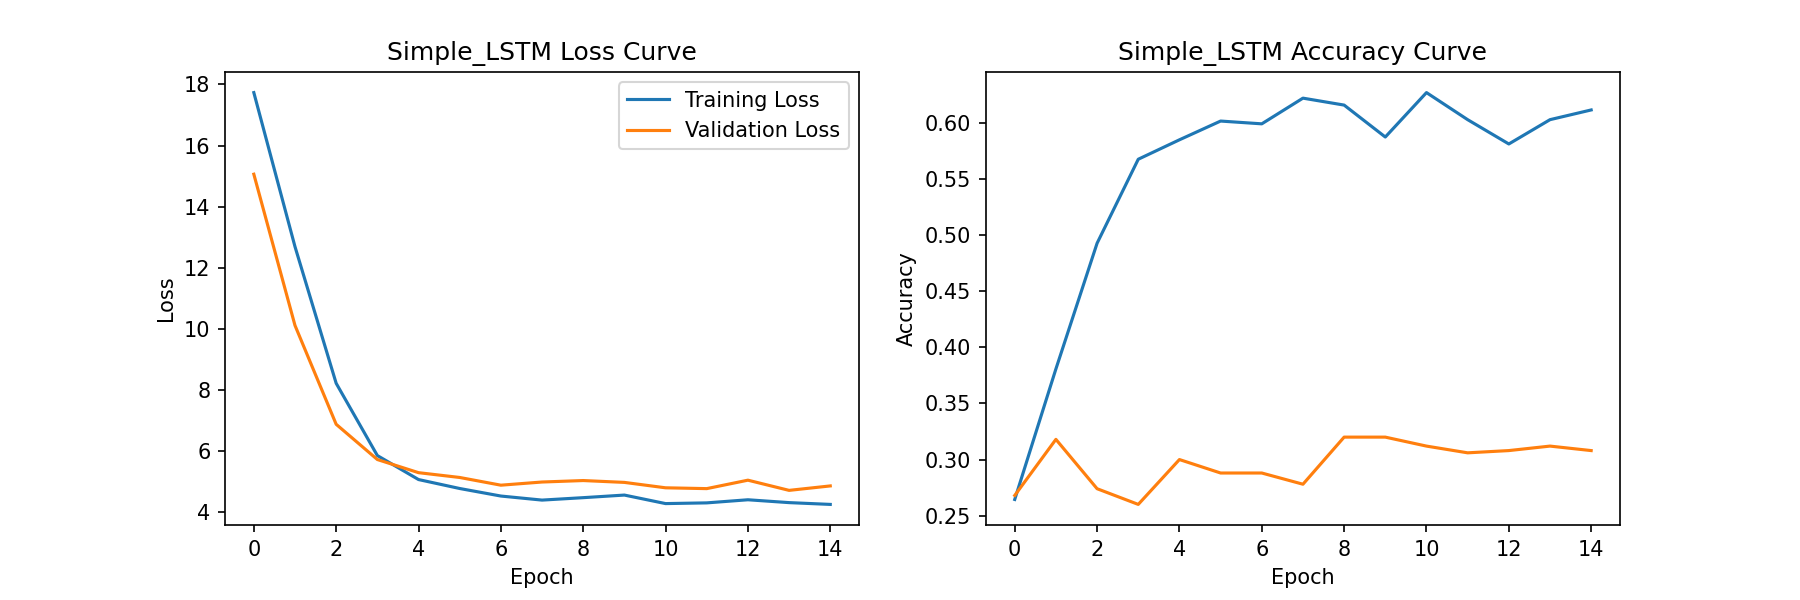 Simple_LSTM Loss Curve
18
16
14
12
10
8
6
4
Loss
Training Loss
Validation Loss
0 2 4 6 8 10 12 14
Epoch
Simple_LSTM Accuracy Curve
0.60
0.55
0.50
0.45
0.40
0.35
0.30
0.25
Accuracy
0 2 4 6 8 10 12 14
Epoch